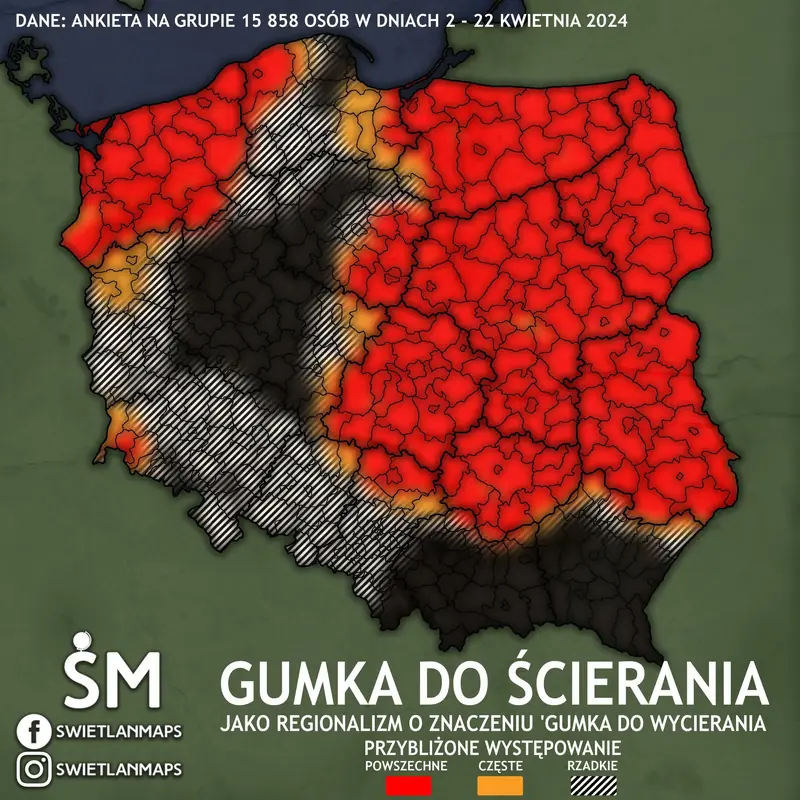 DANE: ANKIETA NA GRUPIE 15 858 OSÓB W DNIACH 2 - 22 KWIETNIA 2024
ŚM
SWIETLANMAPS
SWIETLANMAPS
GUMKA DO ŚCIERANIA
JAKO REGIONALIZM O ZNACZENIU 'GUMKA DO WYCIERANIA
PRZYBLIŻONE WYSTĘPOWANIE
POWSZECHNE CZĘSTE RZADKIE